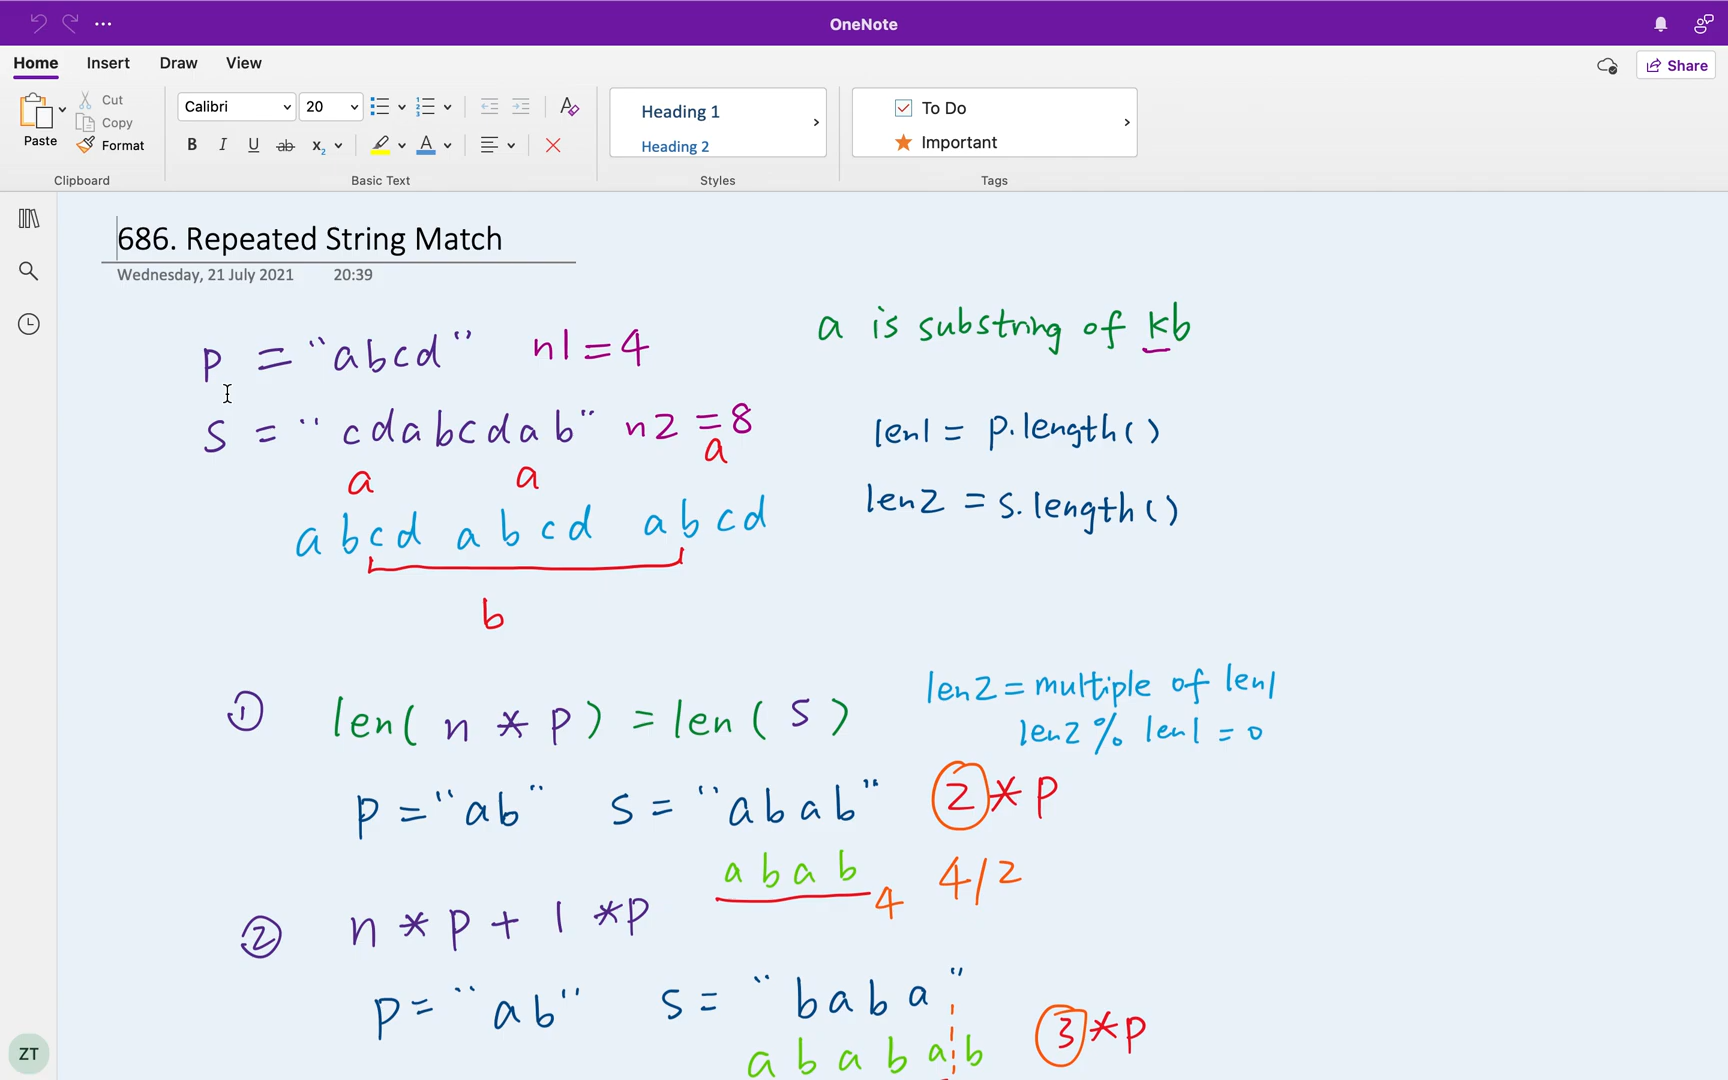 OneNote
Home Insert Draw View
Share
Paste
Cut
Copy
Format
Calibri 20
B I U ab x₂ A
Heading 1
Heading 2
To Do
Important
Clipboard
Basic Text
Styles
Tags
686. Repeated String Match
Wednesday, 21 July 2021 20:39
p = "abcd" n1 = 4
a is substring of kb
s = "cdabcdab" n2 = 8
len1 = p.length()
a a a
len2 = s.length()
abcd abcd abcd
b
① len( n * p ) = len( s )
len2 = multiple of len1
len2 % len1 = 0
p = "ab" s = "abab" 2 * p
abab 4 4/2
② n * p + 1 * p
p = "ab" s = "baba"
ababab 3 * p
ZT